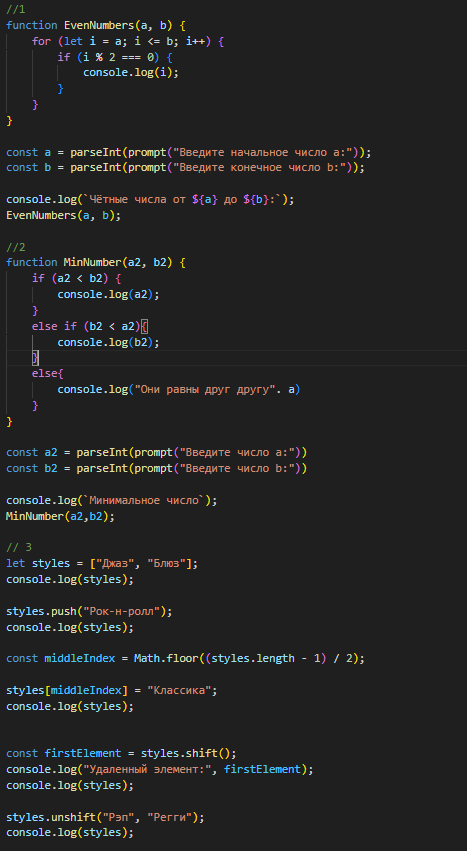 //1
function EvenNumbers(a, b) {
for (let i = a; i <= b; i++) {
if (i % 2 === 0) {
console.log(i);
}
}
}
const a = parseInt(prompt("Введите начальное число a:"));
const b = parseInt(prompt("Введите конечное число b:"));
console.log(`Чётные числа от ${a} до ${b}:`);
EvenNumbers(a, b);
//2
function MinNumber(a2, b2) {
if (a2 < b2) {
console.log(a2);
}
else if (b2 < a2){
console.log(b2);
}
else{
console.log("Они равны друг другу". a)
}
}
const a2 = parseInt(prompt("Введите число a:"))
const b2 = parseInt(prompt("Введите число b:"))
console.log(`Минимальное число`);
MinNumber(a2,b2);
// 3
let styles = ["Джаз", "Блюз"];
console.log(styles);
styles.push("Рок-н-ролл");
console.log(styles);
const middleIndex = Math.floor((styles.length - 1) / 2);
styles[middleIndex] = "Классика";
console.log(styles);
const firstElement = styles.shift();
console.log("Удаленный элемент:", firstElement);
console.log(styles);
styles.unshift("Рэп", "Регги");
console.log(styles);